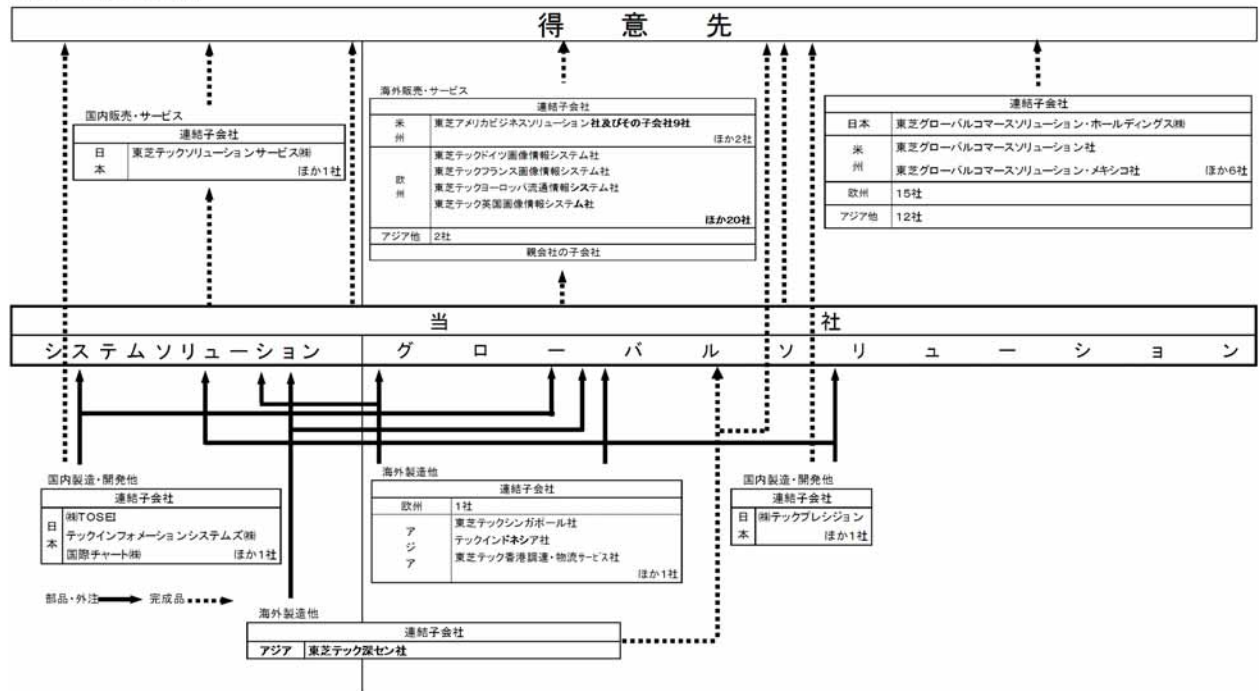 得意先
国内販売・サービス
連結子会社
日本 東芝テックソリューションサービス㈱
ほか1社
海外販売・サービス
連結子会社
米州 東芝アメリカビジネスソリューション社及びその子会社9社
ほか2社
欧州
東芝テックドイツ画像情報システム社
東芝テックフランス画像情報システム社
東芝テックヨーロッパ流通情報システム社
東芝テック英国画像情報システム社
ほか20社
アジア他 2社
親会社の子会社
連結子会社
日本 東芝グローバルコマースソリューション・ホールディングス㈱
米州 東芝グローバルコマースソリューション社
東芝グローバルコマースソリューション・メキシコ社 ほか6社
欧州 15社
アジア他 12社
当社
システムソリューション グローバルソリューション
国内製造・開発他
連結子会社
日本
㈱TOSEI
テックインフォメーションシステムズ㈱
国際チャート㈱ ほか1社
海外製造他
連結子会社
欧州 1社
アジア
東芝テックシンガポール社
テックインドネシア社
東芝テック香港調達・物流サービス社
ほか1社
国内製造・開発他
連結子会社
日本 ㈱テックプレシジョン
ほか1社
部品・外注 完成品
海外製造他
連結子会社
アジア 東芝テック深セン社